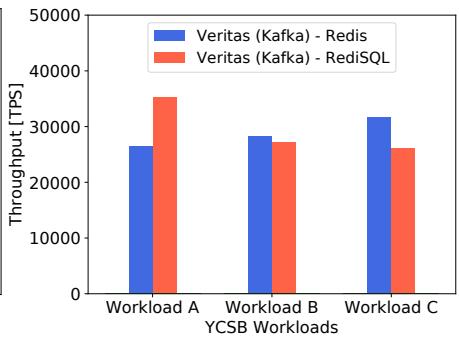 50000
40000
30000
20000
10000
0
Throughput [TPS]
Veritas (Kafka) - Redis
Veritas (Kafka) - RediSQL
Workload A Workload B Workload C
YCSB Workloads